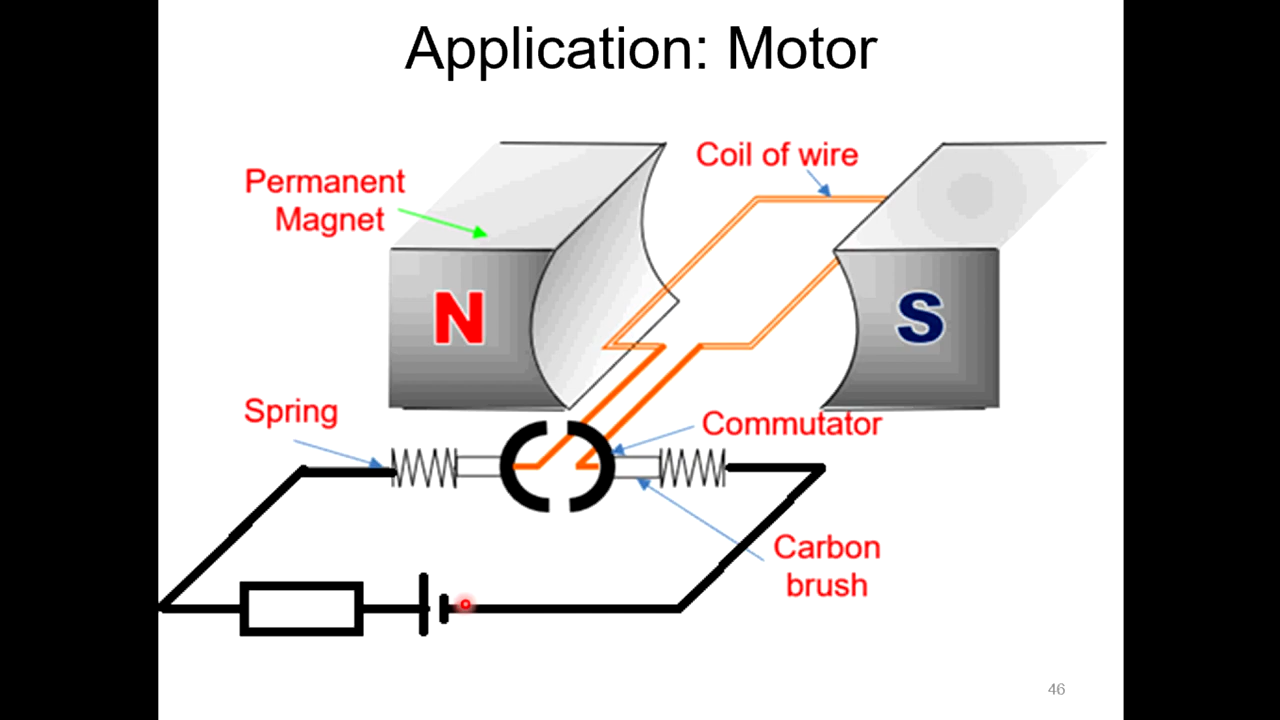 Application: Motor
Coil of wire
Permanent
Magnet
N
S
Spring
Commutator
Carbon
brush
46